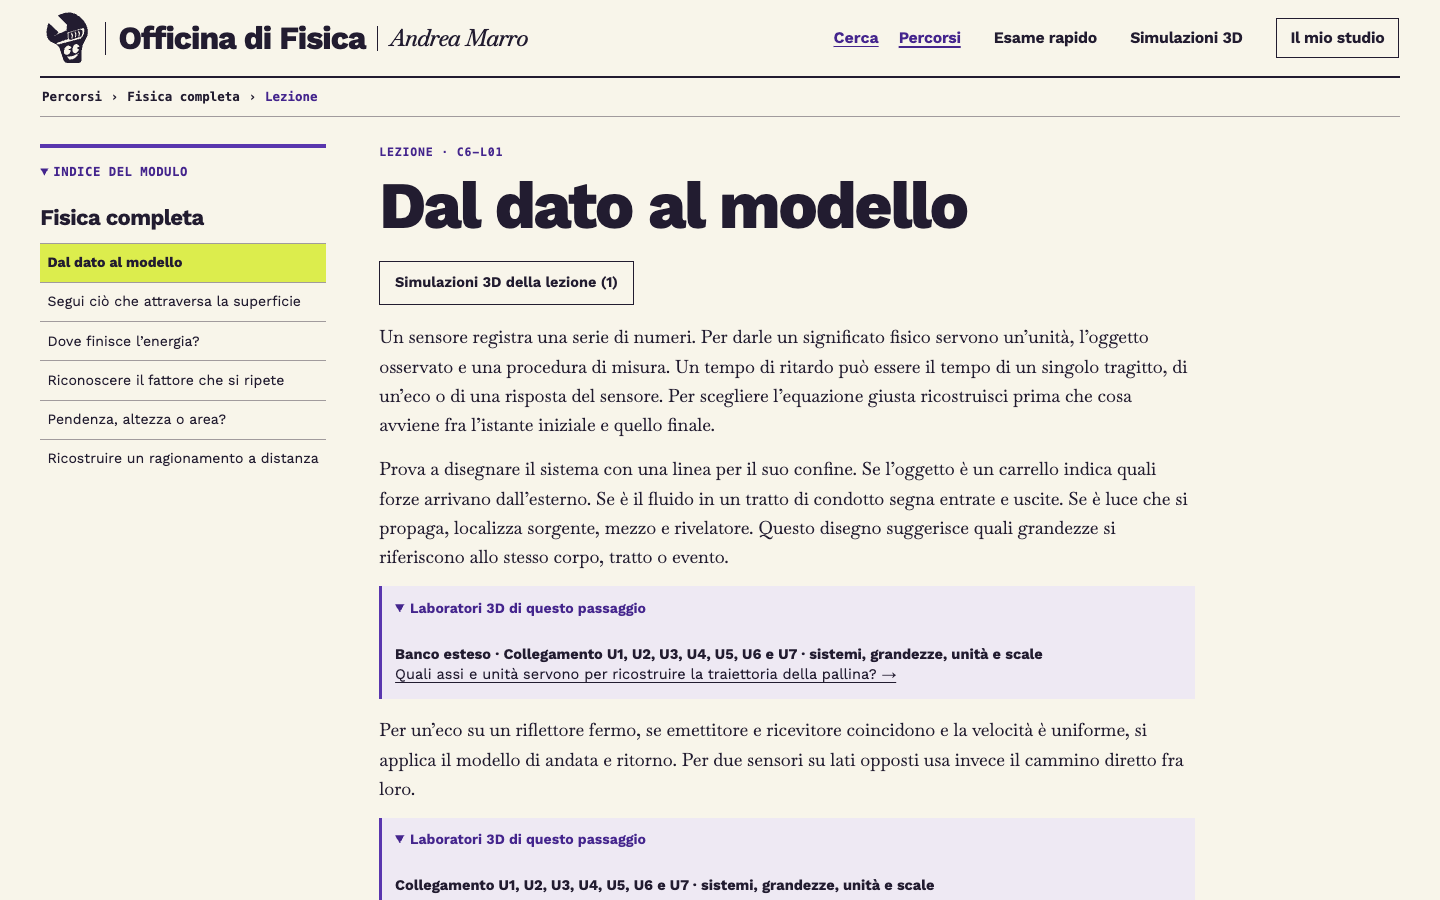 Officina di Fisica
Andrea Marro
Cerca
Percorsi
Esame rapido
Simulazioni 3D
Il mio studio
Percorsi › Fisica completa › Lezione
▼ INDICE DEL MODULO
Fisica completa
Dal dato al modello
Segui ciò che attraversa la superficie
Dove finisce l’energia?
Riconoscere il fattore che si ripete
Pendenza, altezza o area?
Ricostruire un ragionamento a distanza
LEZIONE · C6–L01
Dal dato al modello
Simulazioni 3D della lezione (1)
Un sensore registra una serie di numeri. Per darle un significato fisico servono un’unità, l’oggetto
osservato e una procedura di misura. Un tempo di ritardo può essere il tempo di un singolo tragitto, di
un’eco o di una risposta del sensore. Per scegliere l’equazione giusta ricostruisci prima che cosa
avviene fra l’istante iniziale e quello finale.
Prova a disegnare il sistema con una linea per il suo confine. Se l’oggetto è un carrello indica quali
forze arrivano dall’esterno. Se è il fluido in un tratto di condotto segna entrate e uscite. Se è luce che si
propaga, localizza sorgente, mezzo e rivelatore. Questo disegno suggerisce quali grandezze si
riferiscono allo stesso corpo, tratto o evento.
▼ Laboratori 3D di questo passaggio
Banco esteso · Collegamento U1, U2, U3, U4, U5, U6 e U7 · sistemi, grandezze, unità e scale
Quali assi e unità servono per ricostruire la traiettoria della pallina? →
Per un’eco su un riflettore fermo, se emettitore e ricevitore coincidono e la velocità è uniforme, si
applica il modello di andata e ritorno. Per due sensori su lati opposti usa invece il cammino diretto fra
loro.
▼ Laboratori 3D di questo passaggio
Collegamento U1, U2, U3, U4, U5, U6 e U7 · sistemi, grandezze, unità e scale